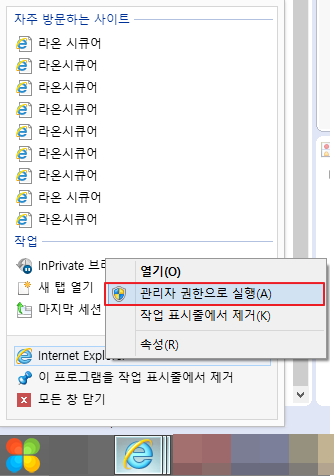 자주 방문하는 사이트
라온 시큐어
라온시큐어
라온시큐어
라온시큐어
라온시큐어
라온시큐어
라온시큐어
라온 시큐어
라온시큐어
작업
InPrivate 브
열기(O)
새 탭 열기
관리자 권한으로 실행(A)
마지막 세션
작업 표시줄에서 제거(K)
속성(R)
Internet Explorer
이 프로그램을 작업 표시줄에서 제거
모든 창 닫기